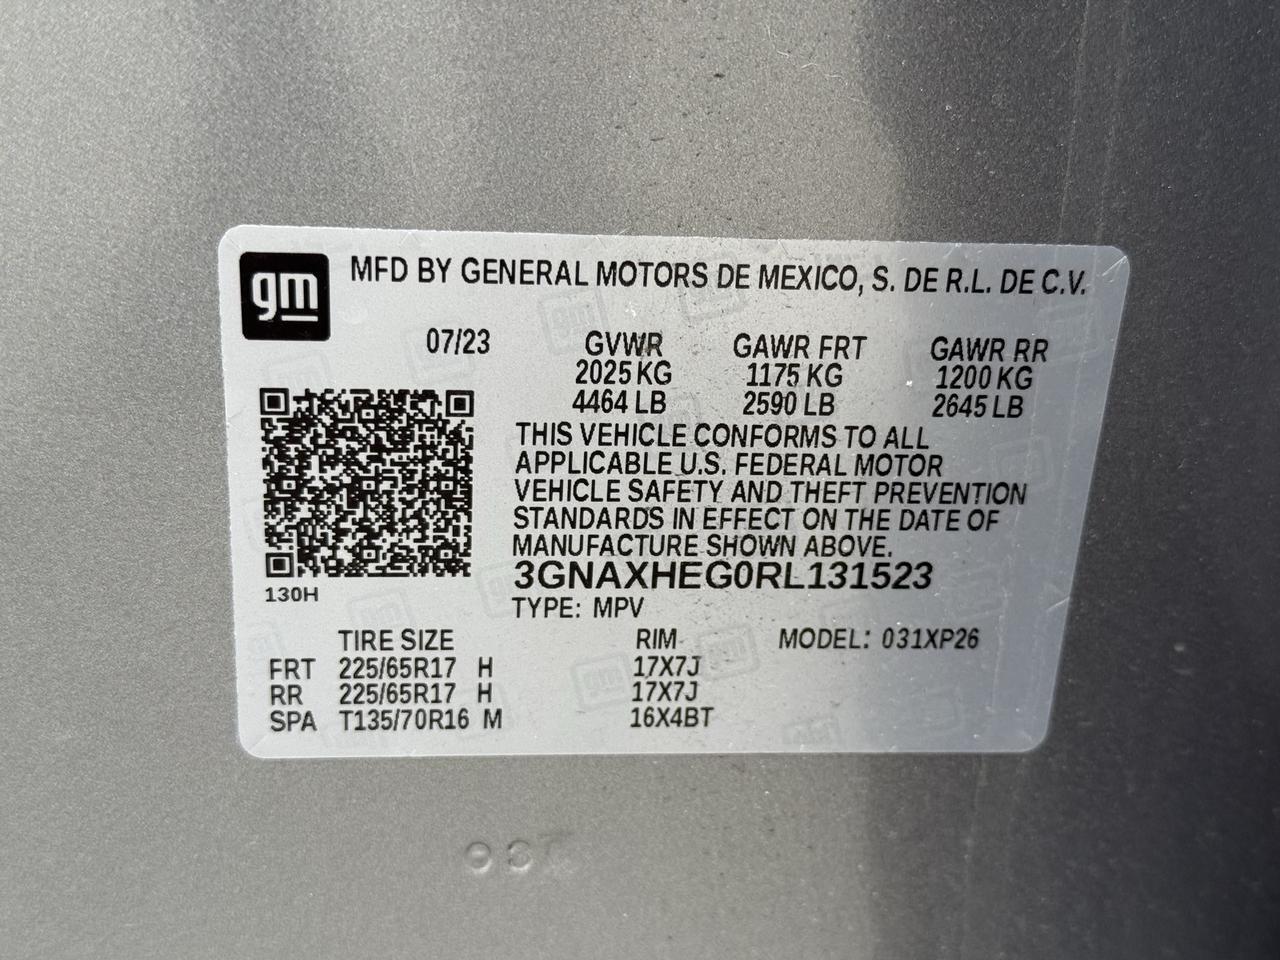 gm MFD BY GENERAL MOTORS DE MEXICO, S. DE R.L. DE C.V.
07/23 GVWR GAWR FRT GAWR RR
2025 KG 1175 KG 1200 KG
4464 LB 2590 LB 2645 LB
THIS VEHICLE CONFORMS TO ALL
APPLICABLE U.S. FEDERAL MOTOR
VEHICLE SAFETY AND THEFT PREVENTION
STANDARDS IN EFFECT ON THE DATE OF
MANUFACTURE SHOWN ABOVE.
3GNAXHEG0RL131523
130H
TYPE: MPV
TIRE SIZE RIM MODEL: 031XP26
FRT 225/65R17 H 17X7J
RR 225/65R17 H 17X7J
SPA T135/70R16 M 16X4BT